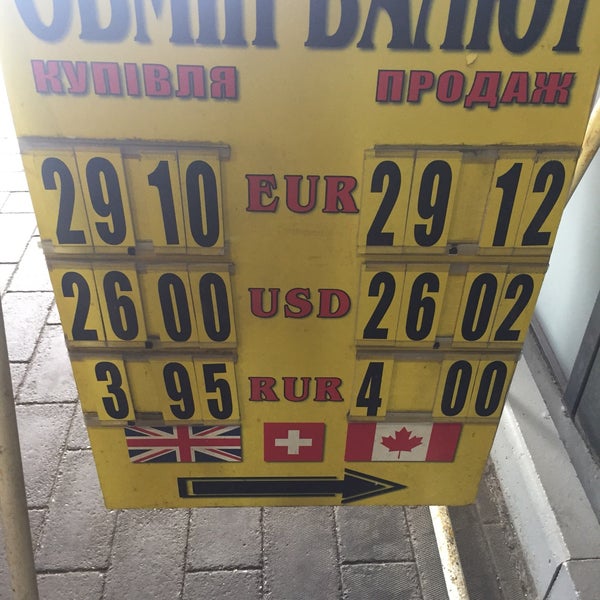 ОБМІН ВАЛЮТ
КУПІВЛЯ ПРОДАЖ
29 10 EUR 29 12
26 00 USD 26 02
3 95 RUR 4 00